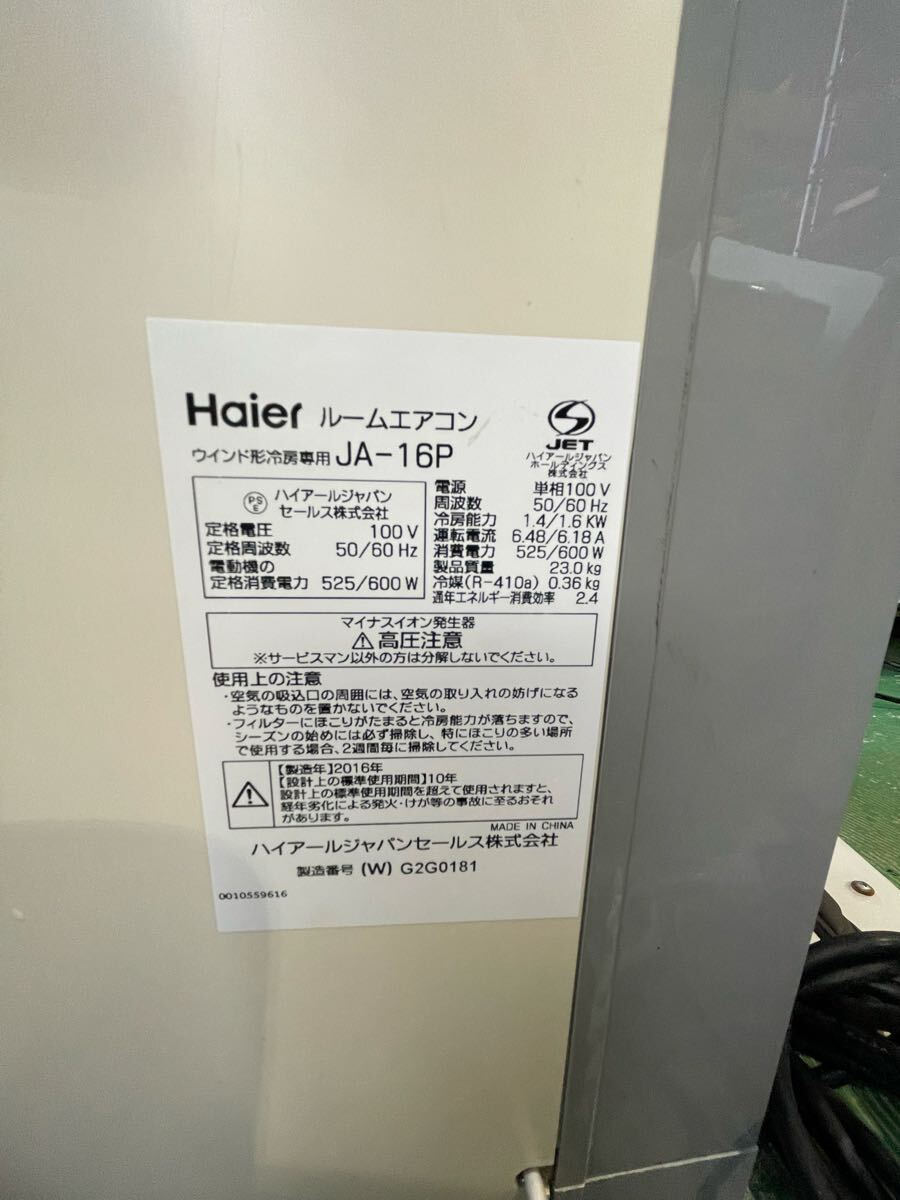 Haier ルームエアコン
ウインド形冷房専用 JA-16P
JET
ハイアールジャパン
ホールディングス
株式会社
PSE ハイアールジャパン
セールス株式会社
定格電圧 100V
定格周波数 50/60 Hz
電動機の
定格消費電力 525/600 W
電源 単相100V
周波数 50/60 Hz
冷房能力 1.4/1.6 KW
運転電流 6.48/6.18 A
消費電力 525/600 W
製品質量 23.0 kg
冷媒(R-410a) 0.36 kg
通年エネルギー消費効率 2.4
マイナスイオン発生器
⚠高圧注意
※サービスマン以外の方は分解しないでください。
使用上の注意
・空気の吸込口の周囲には、空気の取り入れの妨げになる
ようなものを置かないでください。
・フィルターにほこりがたまると冷房能力が落ちますので、
シーズンの始めには必ず掃除し、特にほこりの多い場所
で使用する場合、2週間毎に掃除してください。
【製造年】2016年
【設計上の標準使用期間】10年
設計上の標準使用期間を超えて使用されますと、
経年劣化による発火・けが等の事故に至るおそれ
があります。
MADE IN CHINA
ハイアールジャパンセールス株式会社
製造番号 (W) G2G0181
0010559616